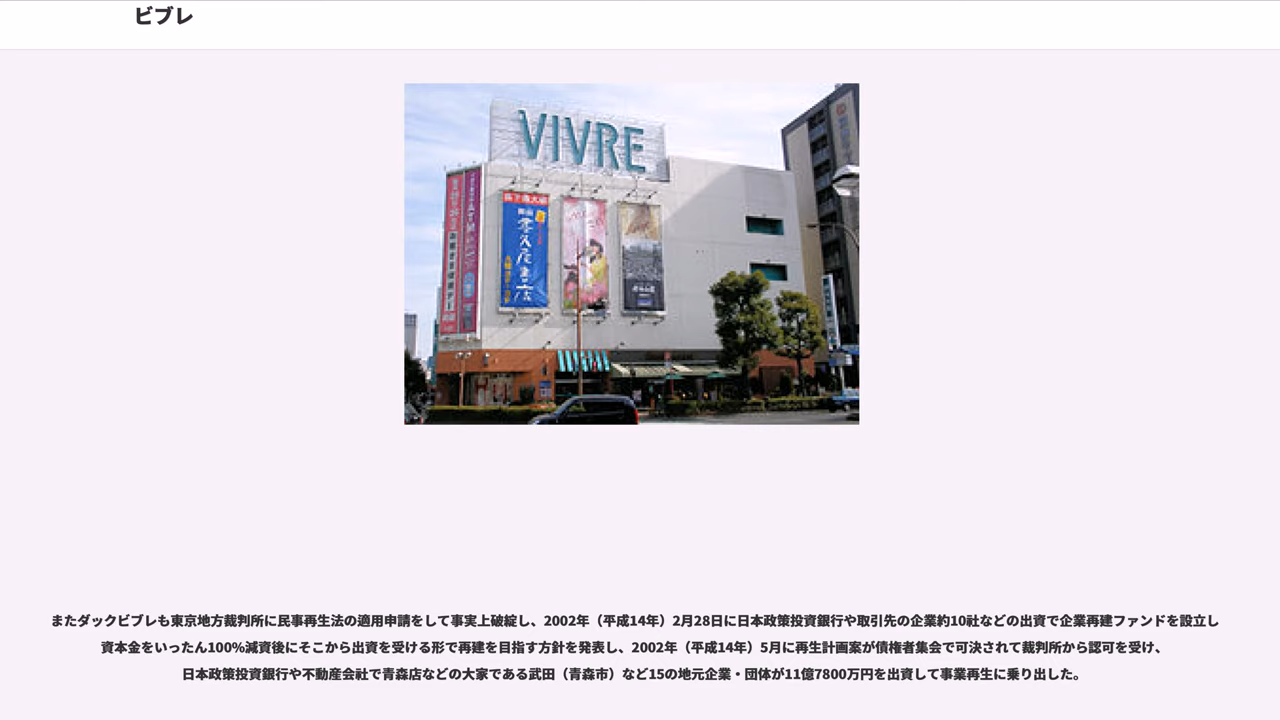 ビブレ
VIVRE
またダックビブレも東京地方裁判所に民事再生法の適用申請をして事実上破綻し、2002年（平成14年）2月28日に日本政策投資銀行や取引先の企業約10社などの出資で企業再建ファンドを設立し
資本金をいったん100%減資後にそこから出資を受ける形で再建を目指す方針を発表し、2002年（平成14年）5月に再生計画案が債権者集会で可決されて裁判所から認可を受け、
日本政策投資銀行や不動産会社で青森店などの大家である武田（青森市）など15の地元企業・団体が11億7800万円を出資して事業再生に乗り出した。